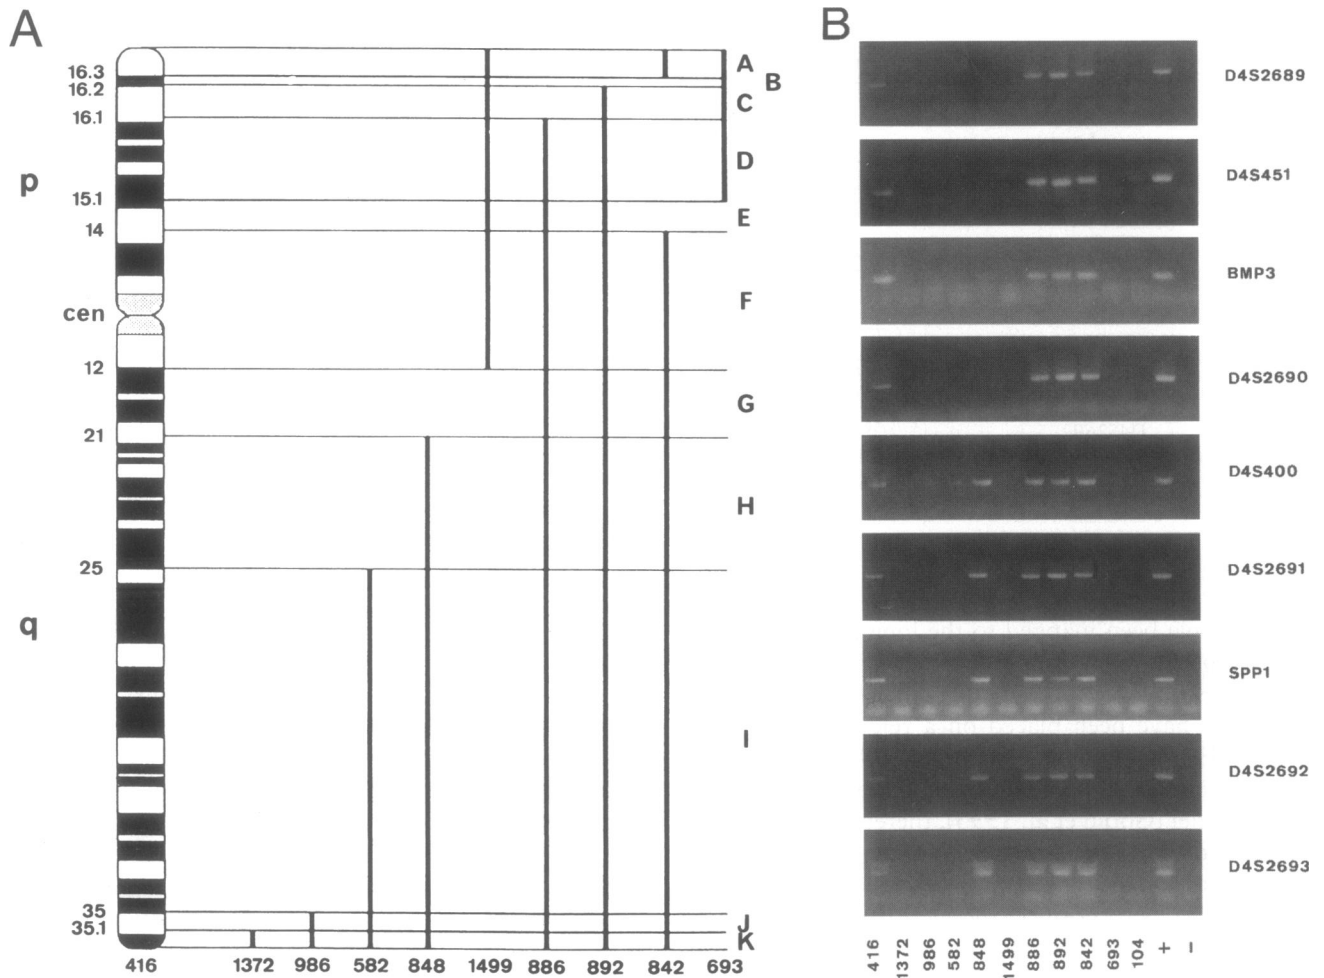 A
16.3
16.2
16.1
p
15.1
14
cen
12
21
25
q
35
35.1
416 1372 986 582 848 1499 886 892 842 693
A
B
C
D
E
F
G
H
I
J
K
B
D4S2689
D4S451
BMP3
D4S2690
D4S400
D4S2691
SPP1
D4S2692
D4S2693
416 1372 986 582 848 1499 886 892 842 693 104 + −